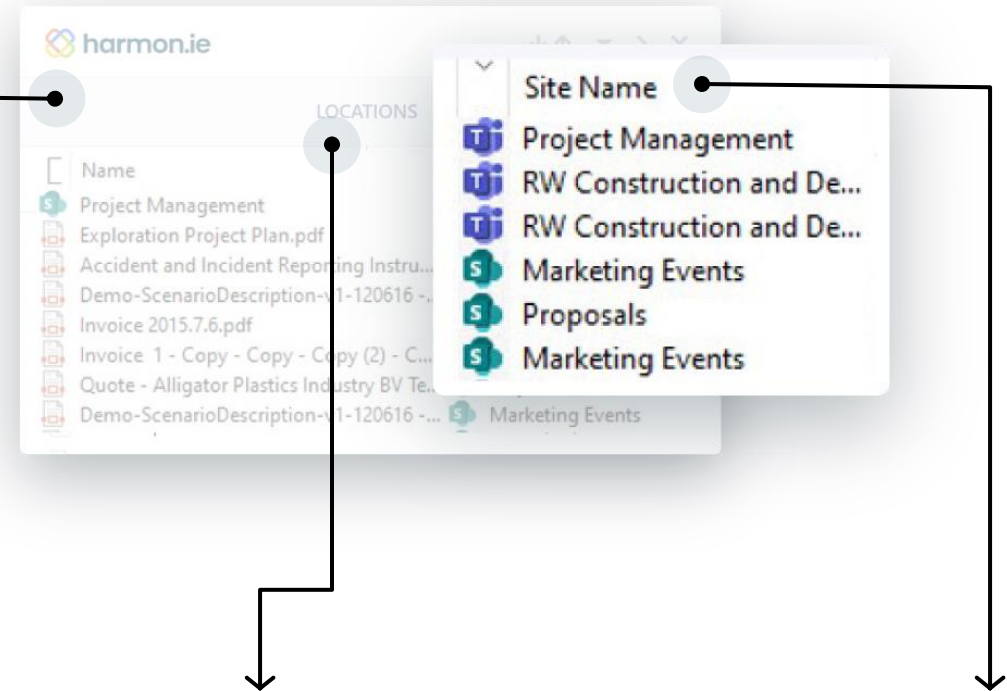 harmon.ie
LOCATIONS
Name
Project Management
Exploration Project Plan.pdf
Accident and Incident Reporting Instru...
Demo-ScenarioDescription-v1-120616 -...
Invoice 2015.7.6.pdf
Invoice 1 - Copy - Copy - Copy (2) - C...
Quote - Alligator Plastics Industry BV Te...
Demo-ScenarioDescription-v1-120616 -... Marketing Events
Site Name
Project Management
RW Construction and De...
RW Construction and De...
Marketing Events
Proposals
Marketing Events